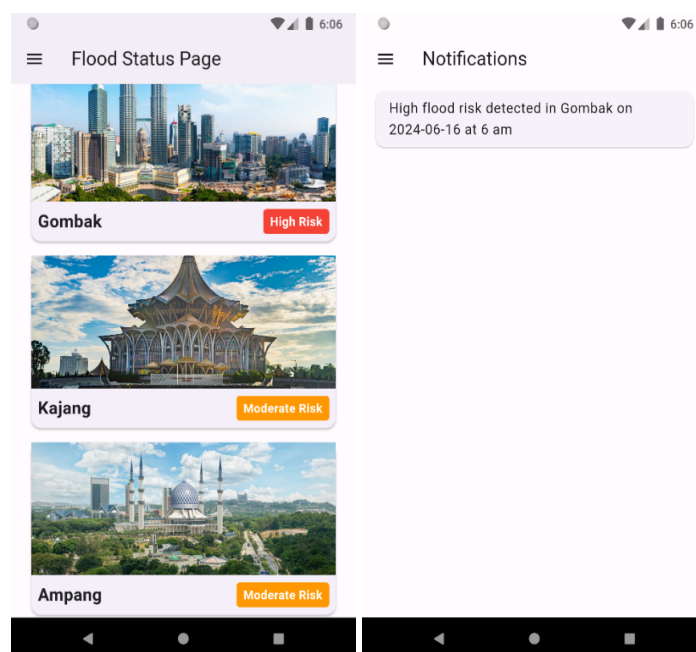 6:06
Flood Status Page
Gombak
High Risk
Kajang
Moderate Risk
Ampang
Moderate Risk
6:06
Notifications
High flood risk detected in Gombak on
2024-06-16 at 6 am